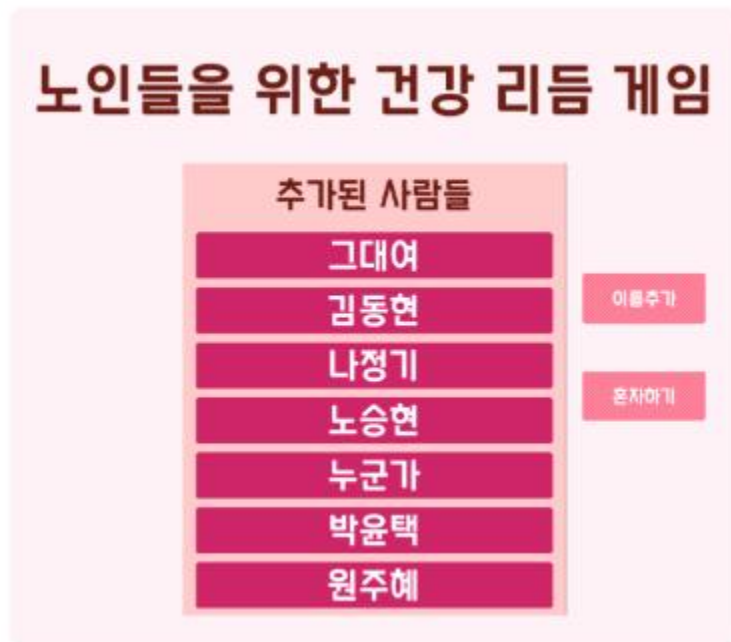 노인들을 위한 건강 리듬 게임
추가된 사람들
그대여
김동현
나정기
노승현
누군가
박윤택
원주혜
이름추가
혼자하기